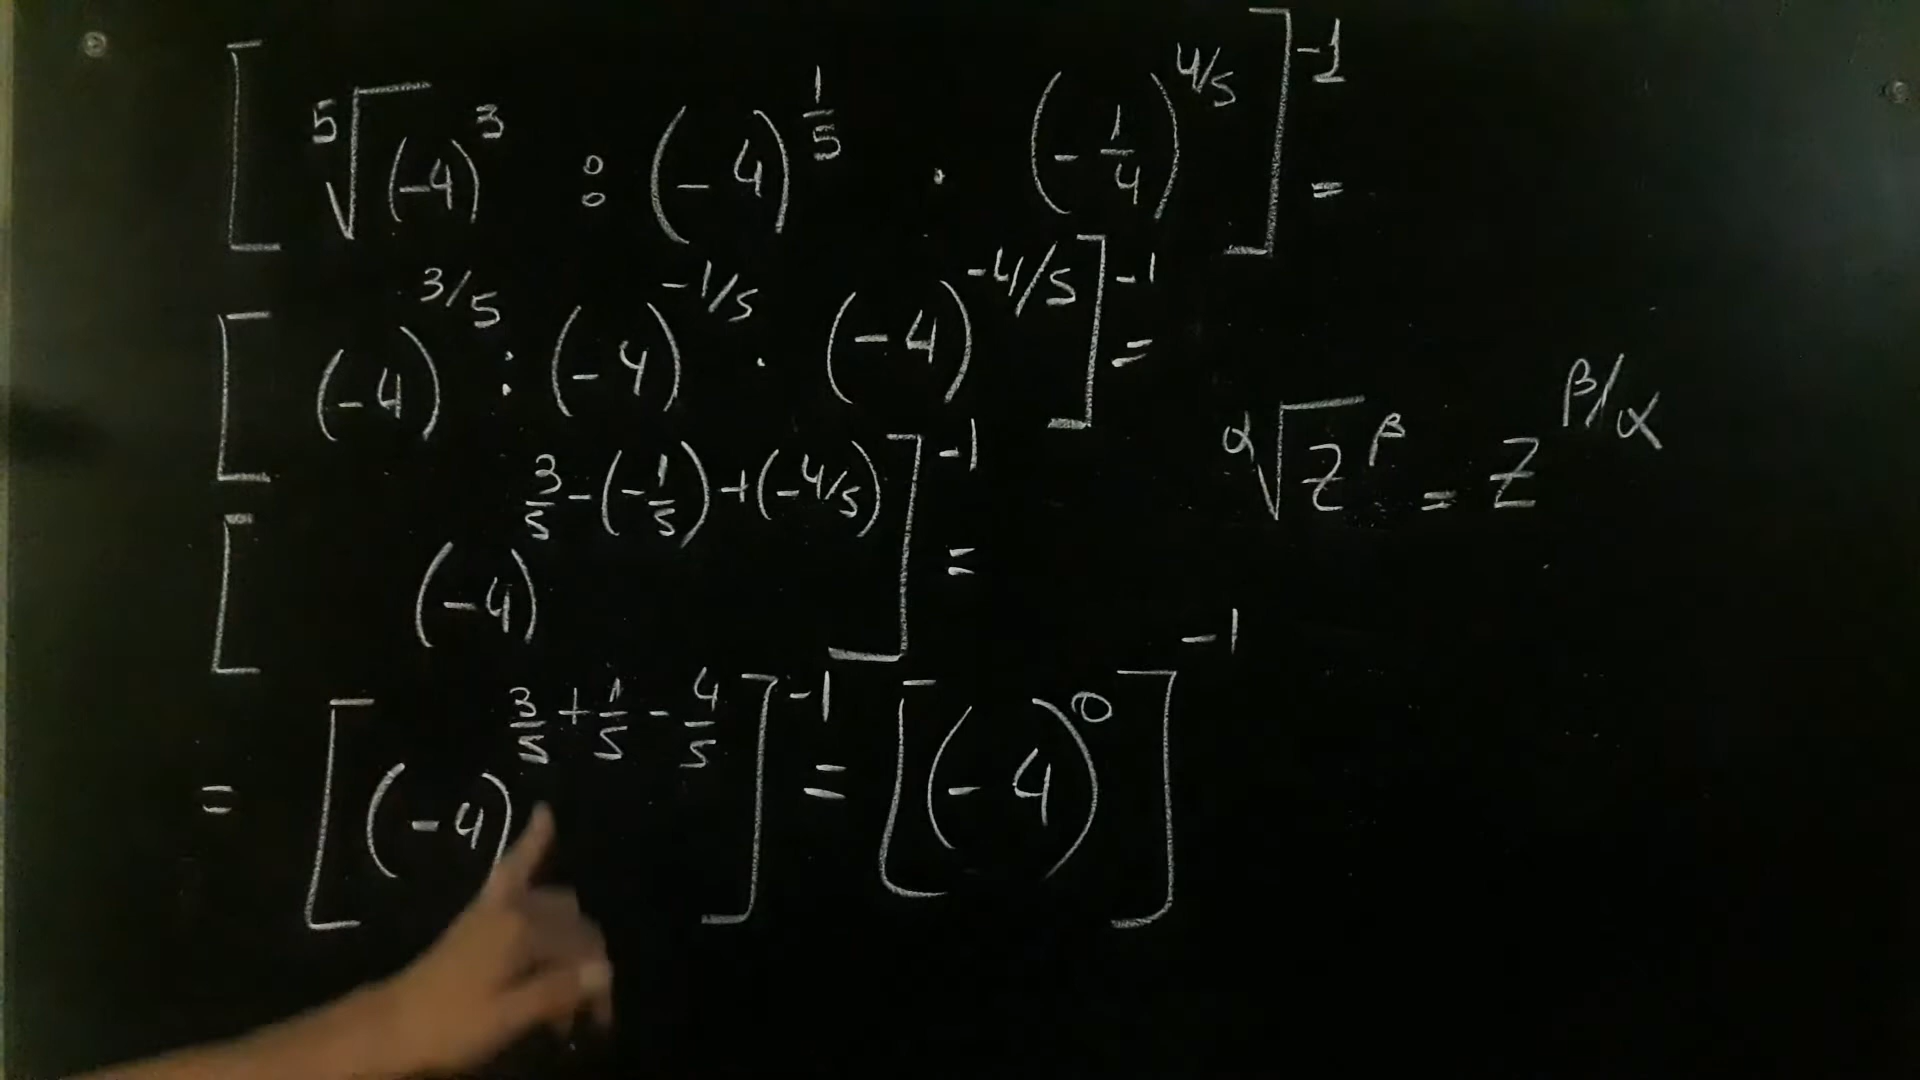 [ ⁵√(-4)³ : (-4)^(1/5) · (-1/4)^(4/5) ]^-1 =
[ (-4)^(3/5) : (-4)^(-1/5) · (-4)^(-4/5) ]^-1 =
ᵅ√Z^β = Z^(β/α)
[ (-4)^(3/5 - (-1/5) + (-4/5)) ]^-1 =
= [ (-4)^(3/5 + 1/5 - 4/5) ]^-1 = [ (-4)^0 ]^-1